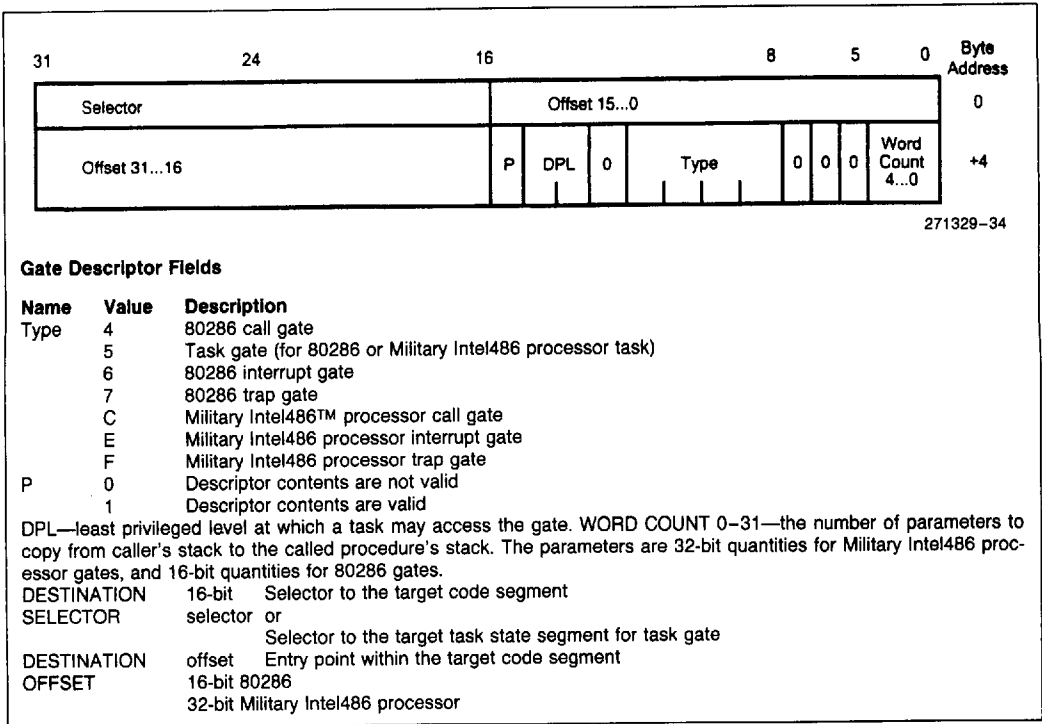 31 24 16 8 5 0 Byte
Address
Selector Offset 15...0 0
Offset 31...16 P DPL 0 Type 0 0 0 Word
Count
4...0 +4
271329–34
Gate Descriptor Fields
Name Value Description
Type 4 80286 call gate
5 Task gate (for 80286 or Military Intel486 processor task)
6 80286 interrupt gate
7 80286 trap gate
C Military Intel486™ processor call gate
E Military Intel486 processor interrupt gate
F Military Intel486 processor trap gate
P 0 Descriptor contents are not valid
1 Descriptor contents are valid
DPL—least privileged level at which a task may access the gate. WORD COUNT 0–31—the number of parameters to
copy from caller's stack to the called procedure's stack. The parameters are 32-bit quantities for Military Intel486 proc-
essor gates, and 16-bit quantities for 80286 gates.
DESTINATION 16-bit Selector to the target code segment
SELECTOR selector or
Selector to the target task state segment for task gate
DESTINATION offset Entry point within the target code segment
OFFSET 16-bit 80286
32-bit Military Intel486 processor